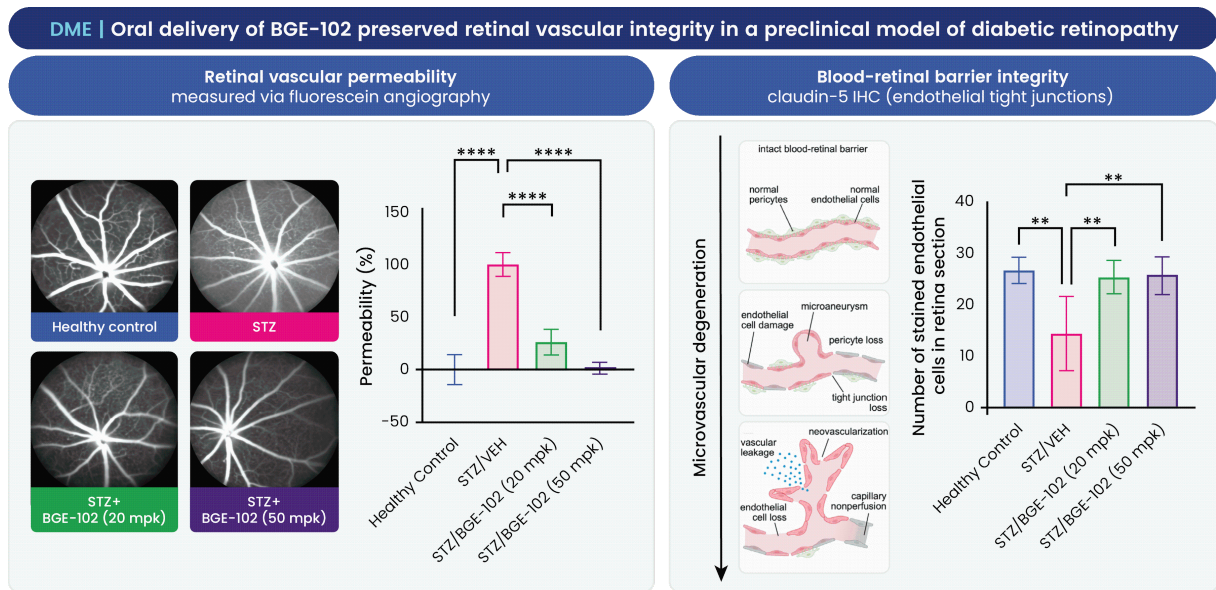 DME | Oral delivery of BGE-102 preserved retinal vascular integrity in a preclinical model of diabetic retinopathy
Retinal vascular permeability
measured via fluorescein angiography
Healthy control
STZ
STZ+
BGE-102 (20 mpk)
STZ+
BGE-102 (50 mpk)
Permeability (%)
150
100
50
0
−50
****
****
****
Healthy Control
STZ/VEH
STZ/BGE-102 (20 mpk)
STZ/BGE-102 (50 mpk)
Blood-retinal barrier integrity
claudin-5 IHC (endothelial tight junctions)
Microvascular degeneration
intact blood-retinal barrier
normal
pericytes
normal
endothelial cells
microaneurysm
endothelial
cell damage
pericyte loss
tight junction
loss
neovascularization
vascular
leakage
capillary
nonperfusion
endothelial
cell loss
Number of stained endothelial
cells in retina section
40
30
20
10
0
**
**
**
Healthy Control
STZ/VEH
STZ/BGE-102 (20 mpk)
STZ/BGE-102 (50 mpk)